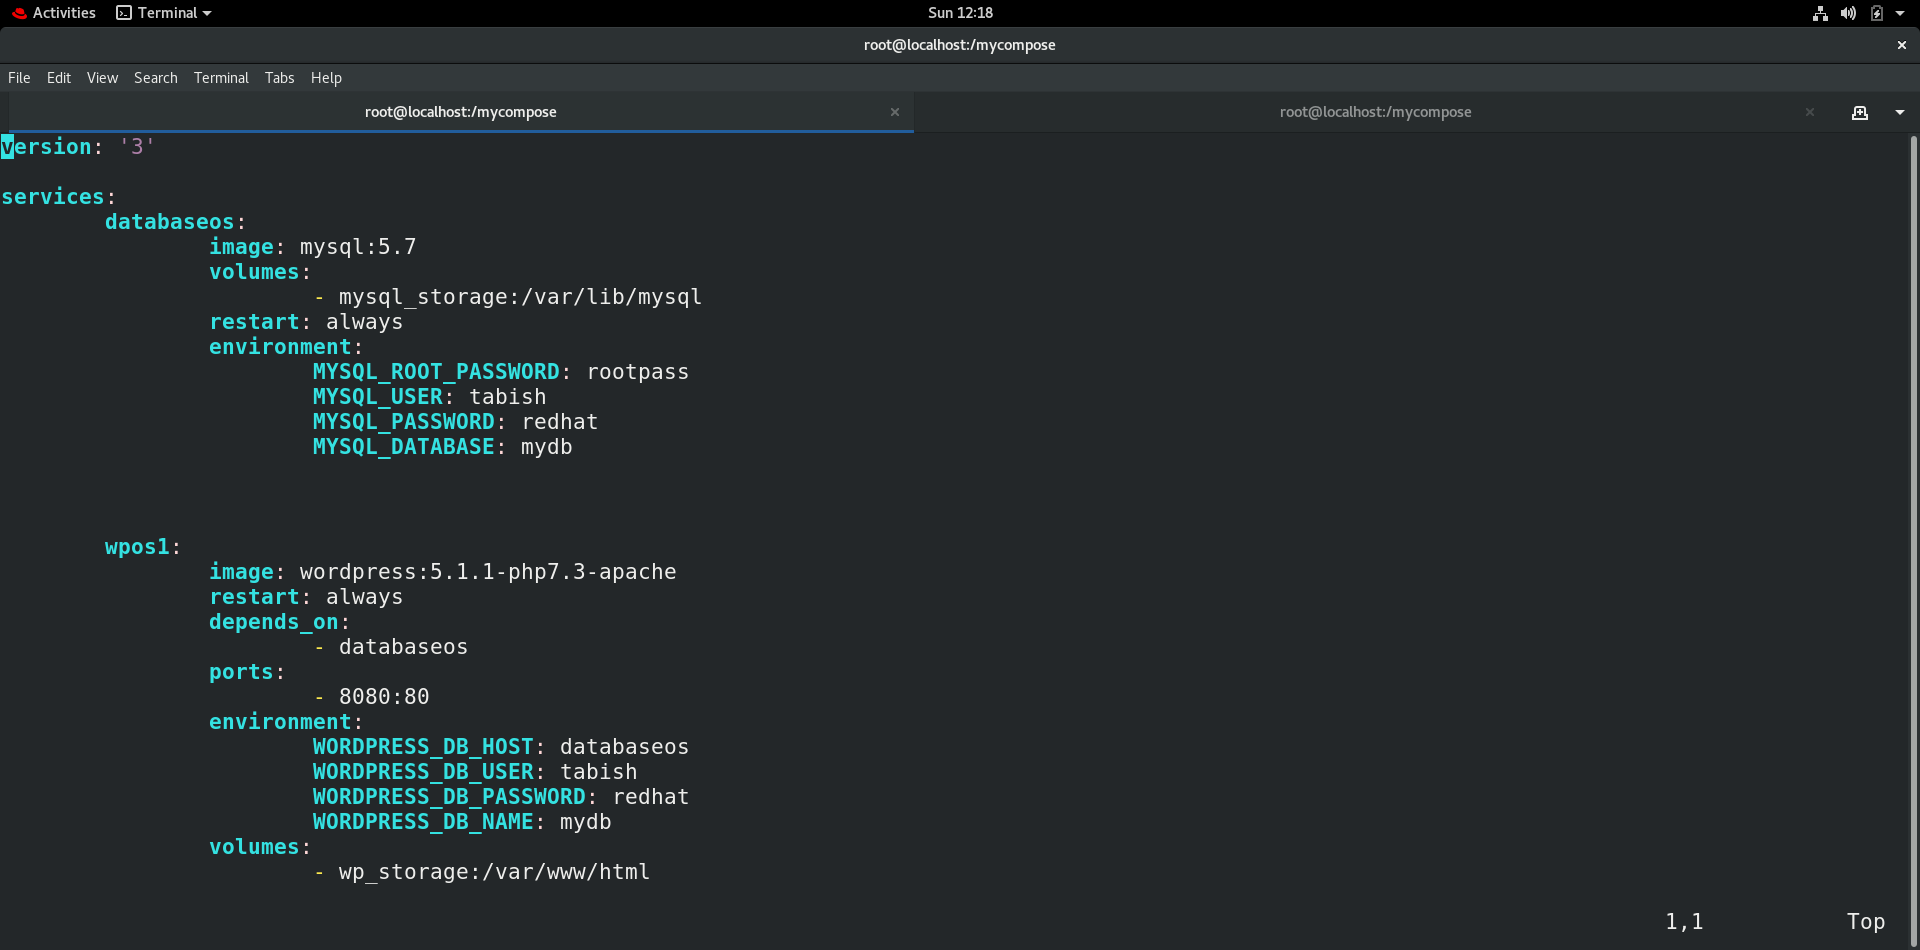 Activities Terminal Sun 12:18
root@localhost:/mycompose
File Edit View Search Terminal Tabs Help
root@localhost:/mycompose root@localhost:/mycompose
version: '3'
services:
databaseos:
image: mysql:5.7
volumes:
- mysql_storage:/var/lib/mysql
restart: always
environment:
MYSQL_ROOT_PASSWORD: rootpass
MYSQL_USER: tabish
MYSQL_PASSWORD: redhat
MYSQL_DATABASE: mydb
wpos1:
image: wordpress:5.1.1-php7.3-apache
restart: always
depends_on:
- databaseos
ports:
- 8080:80
environment:
WORDPRESS_DB_HOST: databaseos
WORDPRESS_DB_USER: tabish
WORDPRESS_DB_PASSWORD: redhat
WORDPRESS_DB_NAME: mydb
volumes:
- wp_storage:/var/www/html
1,1 Top